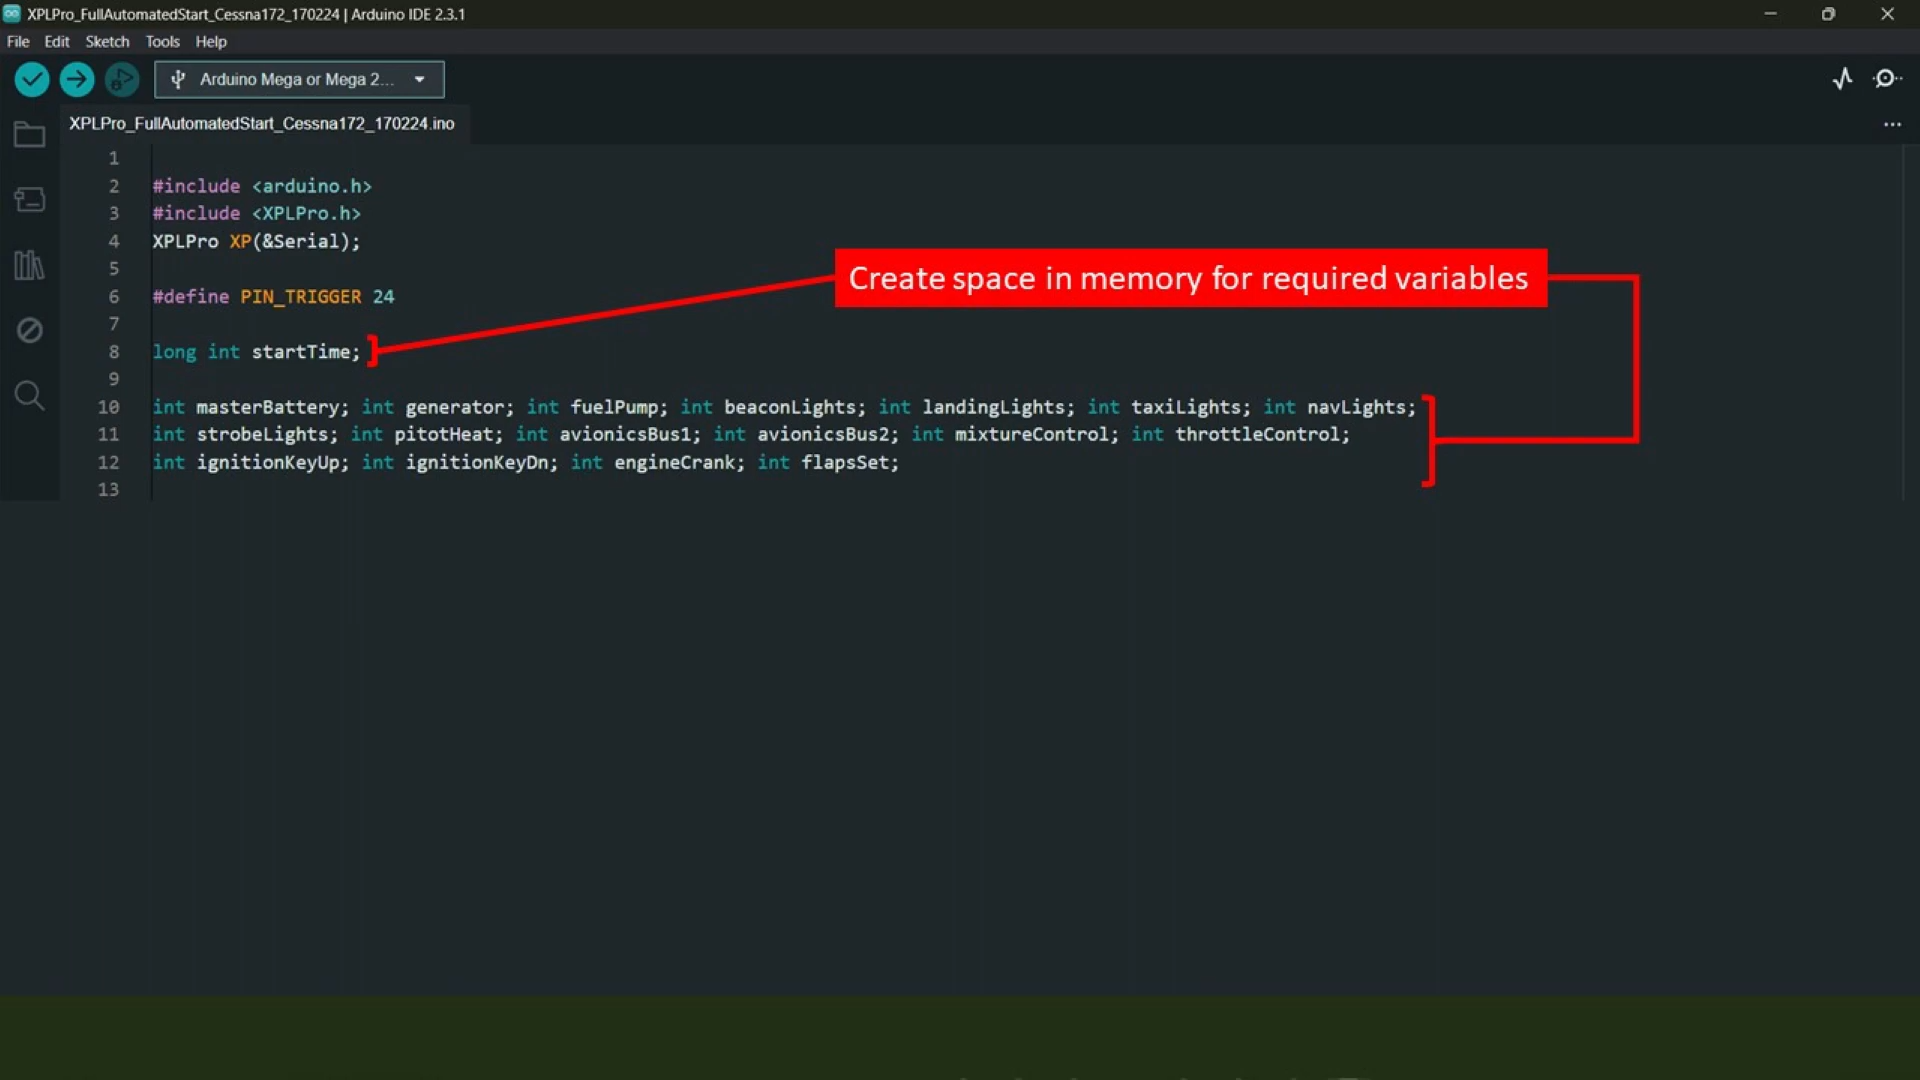 XPLPro_FullAutomatedStart_Cessna172_170224 | Arduino IDE 2.3.1
File Edit Sketch Tools Help
Arduino Mega or Mega 2...
XPLPro_FullAutomatedStart_Cessna172_170224.ino
1
2 #include <arduino.h>
3 #include <XPLPro.h>
4 XPLPro XP(&Serial);
5
Create space in memory for required variables
6 #define PIN_TRIGGER 24
7
8 long int startTime;
9
10 int masterBattery; int generator; int fuelPump; int beaconLights; int landingLights; int taxiLights; int navLights;
11 int strobeLights; int pitotHeat; int avionicsBus1; int avionicsBus2; int mixtureControl; int throttleControl;
12 int ignitionKeyUp; int ignitionKeyDn; int engineCrank; int flapsSet;
13